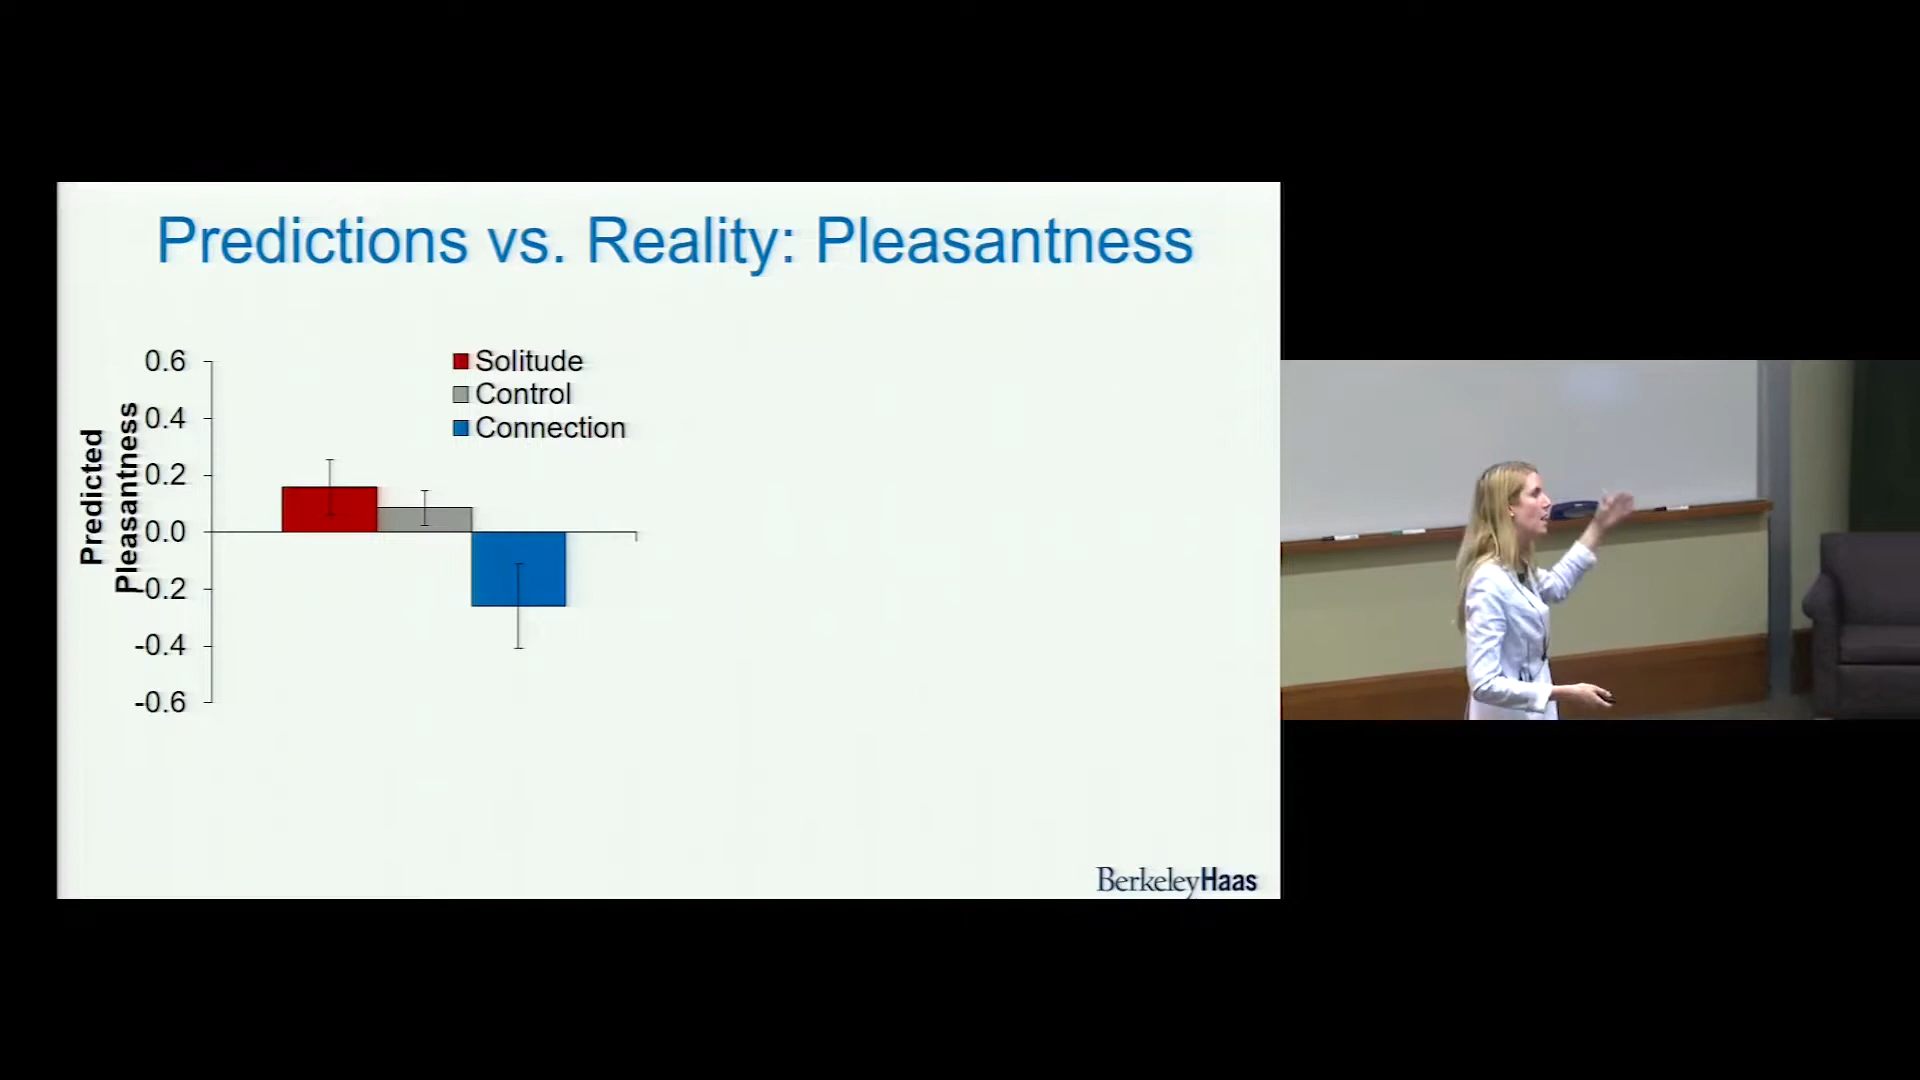 Predictions vs. Reality: Pleasantness
Predicted
Pleasantness
0.6
0.4
0.2
0.0
-0.2
-0.4
-0.6
Solitude
Control
Connection
BerkeleyHaas